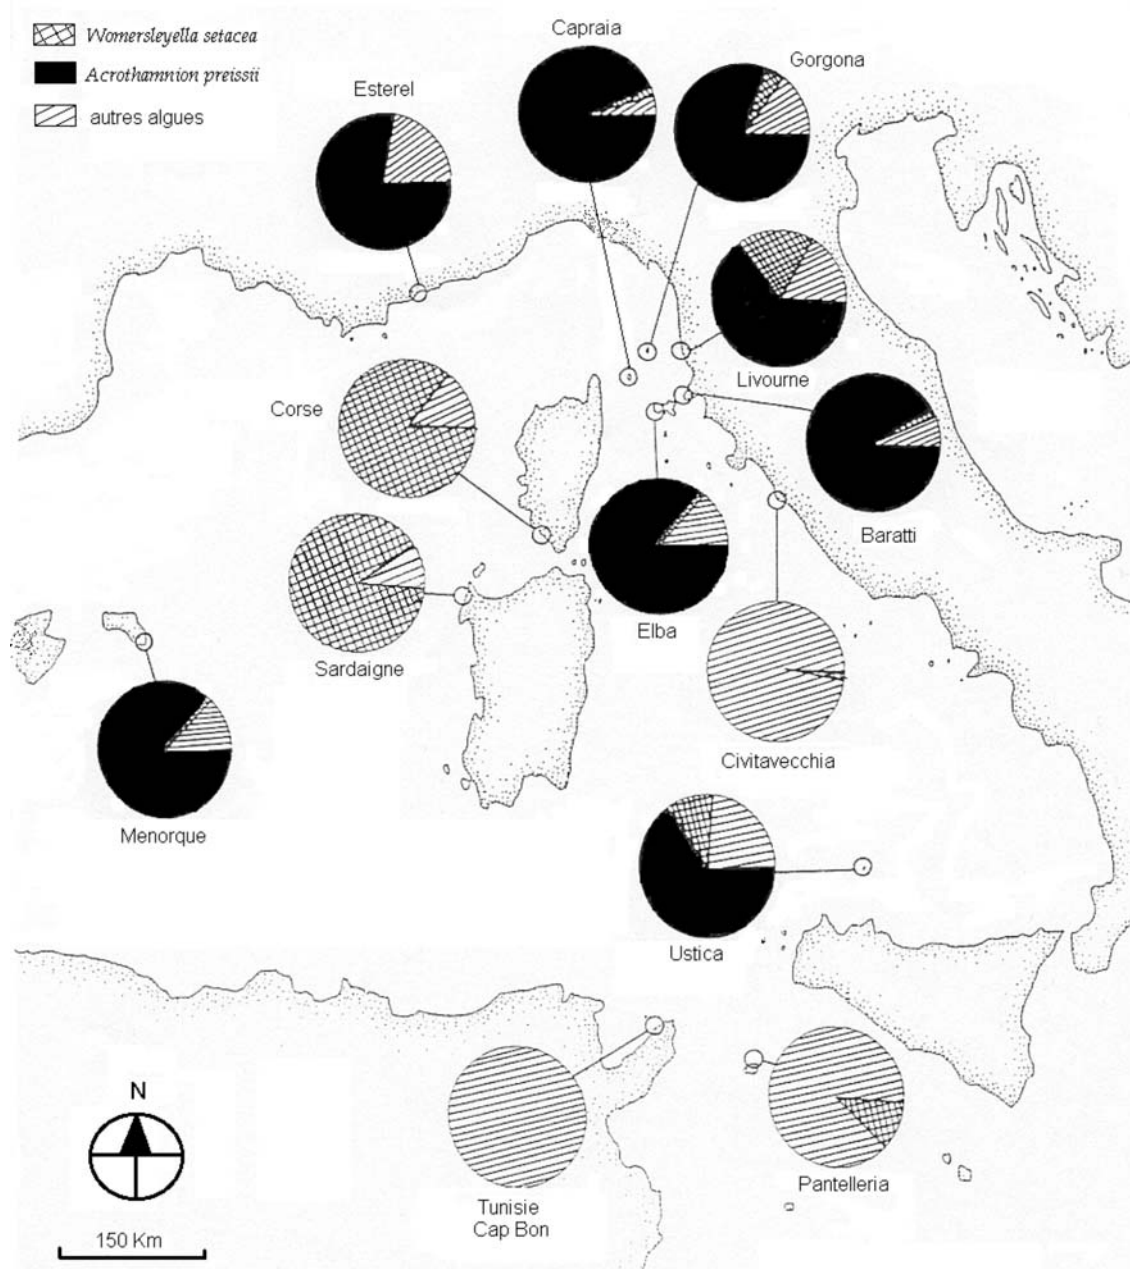 Womersleyella setacea
Acrothamnion preissii
autres algues
Capraia
Gorgona
Esterel
Livourne
Corse
Baratti
Elba
Sardaigne
Civitavecchia
Menorque
Ustica
N
Pantelleria
Tunisie
Cap Bon
150 Km